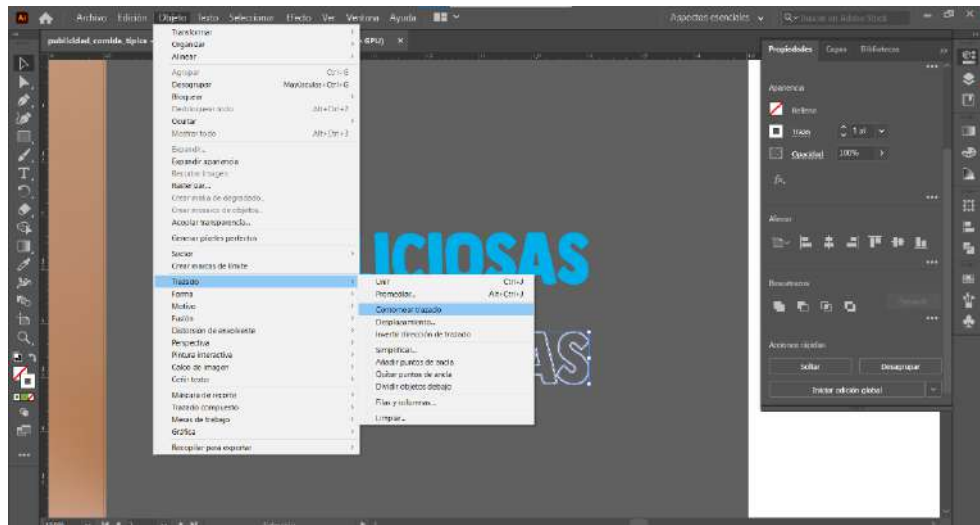 Archivo Edición Objeto Texto Seleccionar Efecto Ver Ventana Ayuda
Aspectos esenciales
publicidad_comida_tipica
GPU) ×
Transformar
Organizar
Alinear
Agrupar Ctrl+G
Desagrupar Mayúsculas+Ctrl+G
Bloquear
Desbloquear todo Alt+Ctrl+2
Ocultar
Mostrar todo Alt+Ctrl+3
Expandir...
Expandir apariencia
Recortar imagen
Rasterizar...
Crear malla de degradado...
Crear mosaico de objetos...
Acoplar transparencia...
Generar píxeles perfectos
Sector
Crear marcas de límite
Trazado
Forma
Motivo
Fusión
Distorsión de envolvente
Perspectiva
Pintura interactiva
Calco de imagen
Ceñir texto
Máscara de recorte
Trazado compuesto
Mesas de trabajo
Gráfica
Recopilar para exportar
Unir Ctrl+J
Promediar... Alt+Ctrl+J
Contornear trazado
Desplazamiento...
Invertir dirección de trazado
Simplificar...
Añadir puntos de ancla
Quitar puntos de ancla
Dividir objetos debajo
Filas y columnas...
Limpiar...
ICIOSAS
AS
Propiedades Capas Bibliotecas
Apariencia
Relleno
Trazo 1 pt
Opacidad 100%
fx.
Alinear
Buscatrazos
Acciones rápidas
Soltar Desagrupar
Iniciar edición global